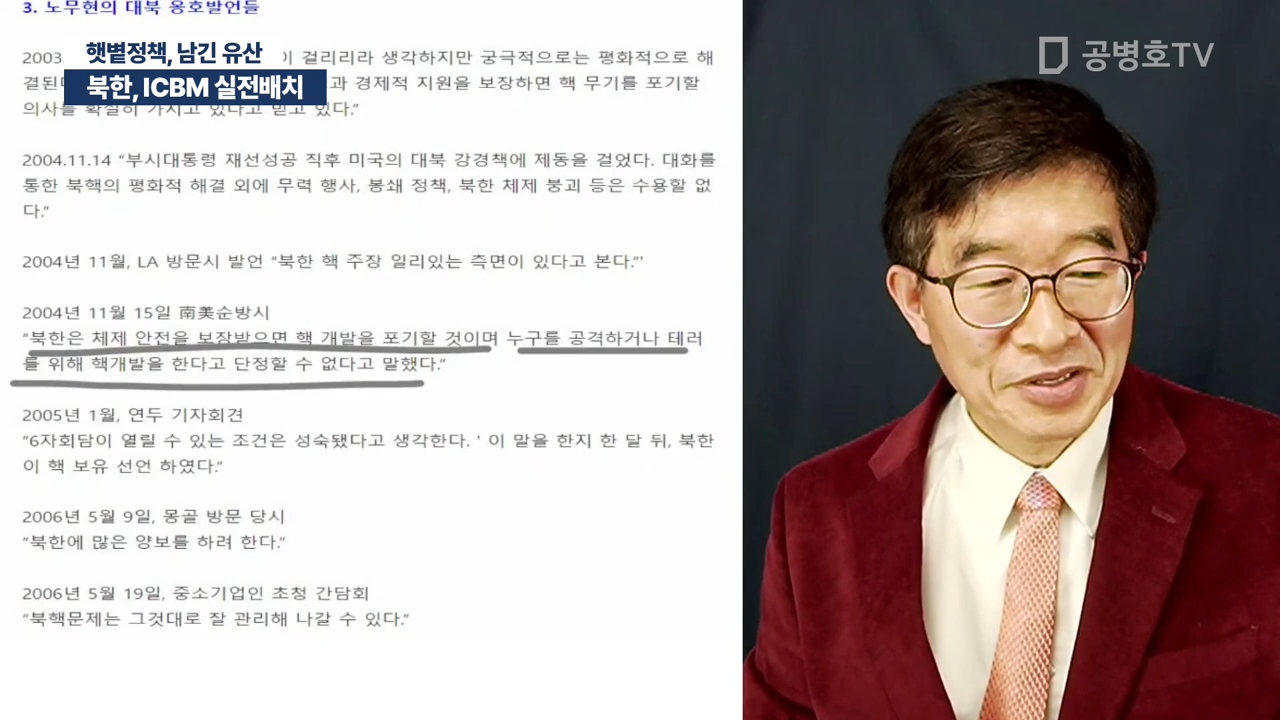 3. 노무현의 대북 옹호발언들
햇볕정책, 남긴 유산
북한, ICBM 실전배치
공병호TV
2003 이 걸리리라 생각하지만 궁극적으로는 평화적으로 해
결된다 과 경제적 지원을 보장하면 핵 무기를 포기할
의사를 확실히 가지고 있다고 믿고 있다.”
2004.11.14 “부시대통령 재선성공 직후 미국의 대북 강경책에 제동을 걸었다. 대화를
통한 북핵의 평화적 해결 외에 무력 행사, 봉쇄 정책, 북한 체제 붕괴 등은 수용할 없
다.”
2004년 11월, LA 방문시 발언 “북한 핵 주장 일리있는 측면이 있다고 본다.”'
2004년 11월 15일 南美순방시
“북한은 체제 안전을 보장받으면 핵 개발을 포기할 것이며 누구를 공격하거나 테러
를 위해 핵개발을 한다고 단정할 수 없다고 말했다.“
2005년 1월, 연두 기자회견
“6자회담이 열릴 수 있는 조건은 성숙됐다고 생각한다. ' 이 말을 한지 한 달 뒤, 북한
이 핵 보유 선언 하였다.”
2006년 5월 9일, 몽골 방문 당시
“북한에 많은 양보를 하려 한다.”
2006년 5월 19일, 중소기업인 초청 간담회
“북핵문제는 그것대로 잘 관리해 나갈 수 있다.“